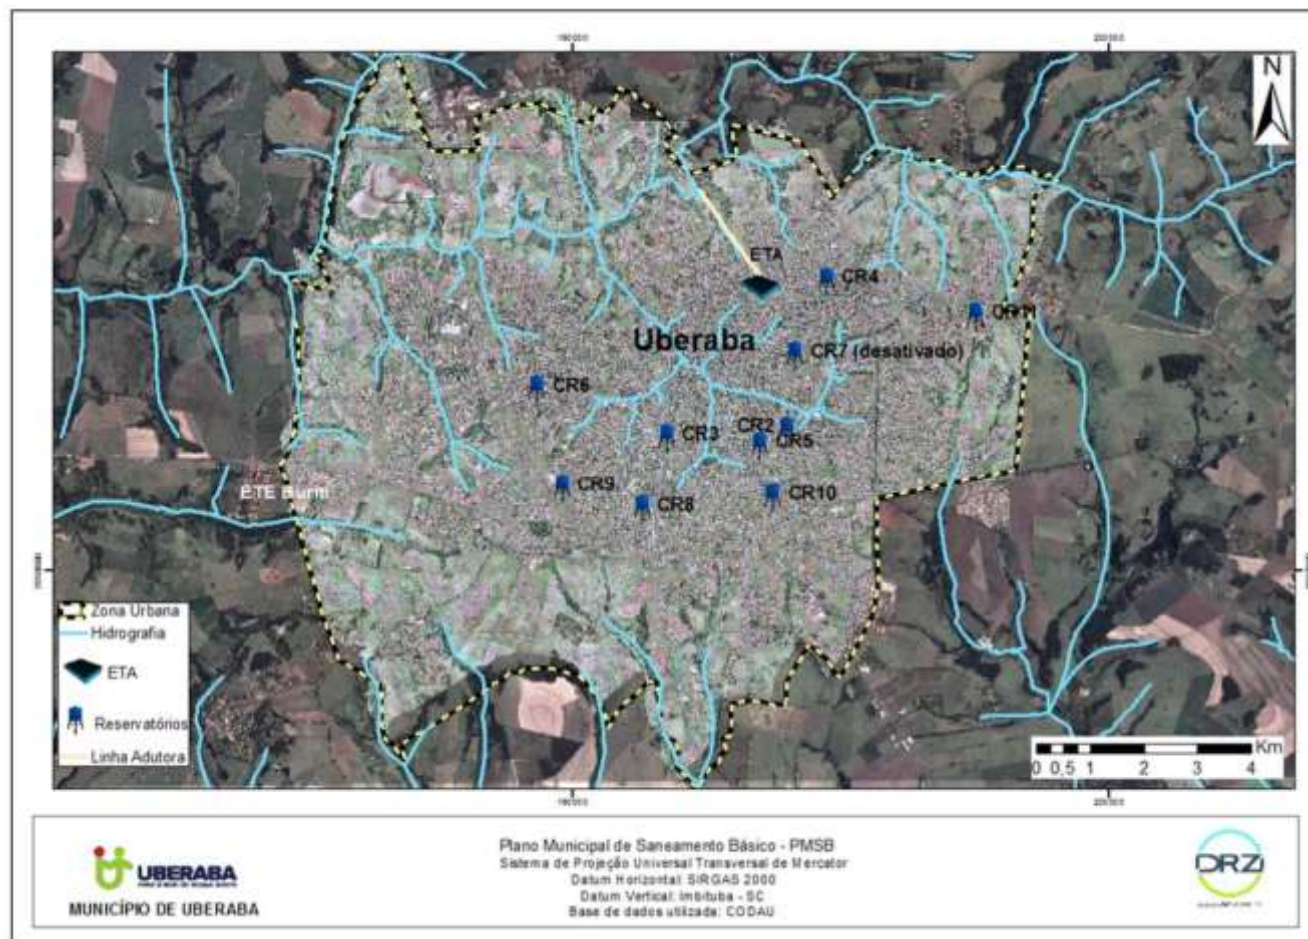 N
ETA
CR4
CR11
Uberaba
CR7 (desativado)
CR6
CR2
CR3
CR5
ETE Buriti
CR9
CR10
CR8
Zona Urbana
Hidrografia
ETA
Reservatórios
Linha Adutora
Km
0 0,5 1 2 3 4
UBERABA
MUNICÍPIO DE UBERABA
Plano Municipal de Saneamento Básico - PMSB
Sistema de Projeção Universal Transversal de Mercator
Datum Horizontal: SIRGAS 2000
Datum Vertical: Imbituba - SC
Base de dados utilizada: CODAU
DRZ